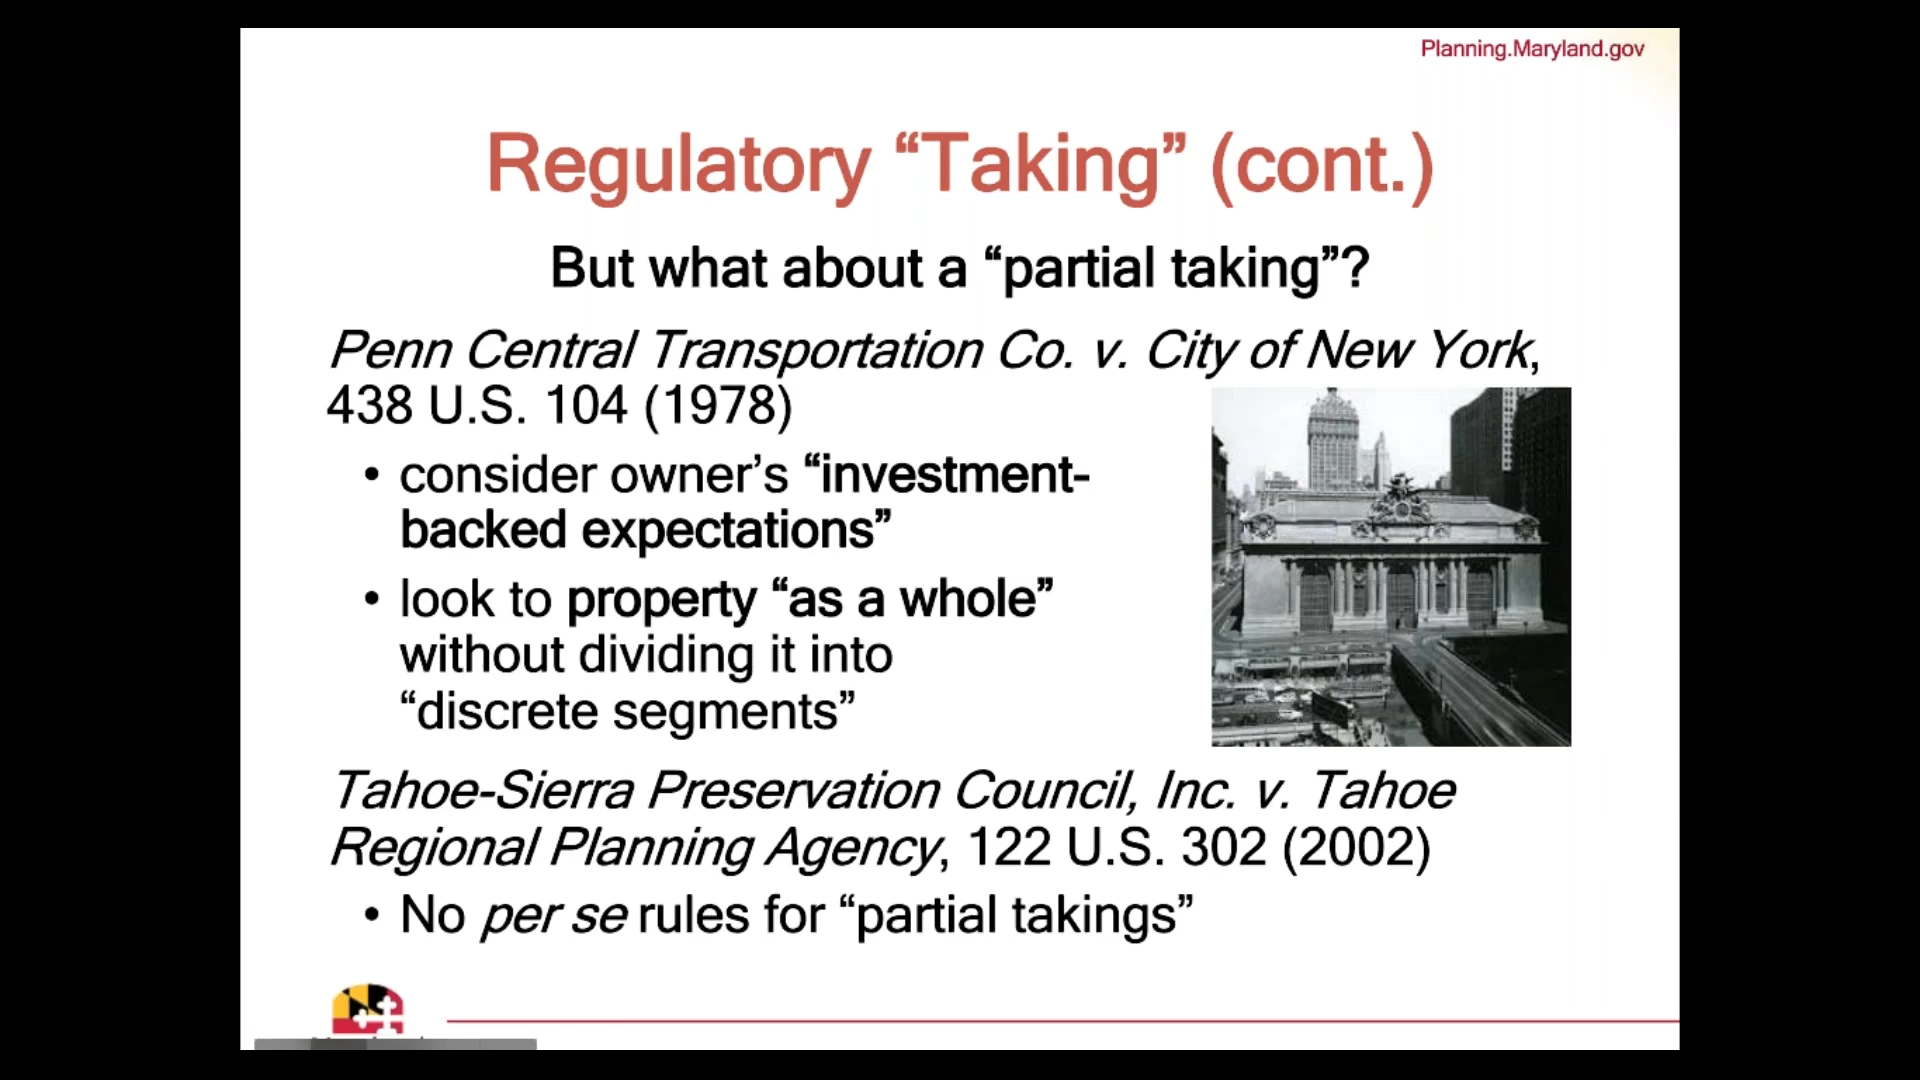 Planning.Maryland.gov
Regulatory “Taking” (cont.)
But what about a “partial taking”?
Penn Central Transportation Co. v. City of New York,
438 U.S. 104 (1978)
• consider owner’s “investment-
backed expectations”
• look to property “as a whole”
without dividing it into
“discrete segments”
Tahoe-Sierra Preservation Council, Inc. v. Tahoe
Regional Planning Agency, 122 U.S. 302 (2002)
• No per se rules for “partial takings”